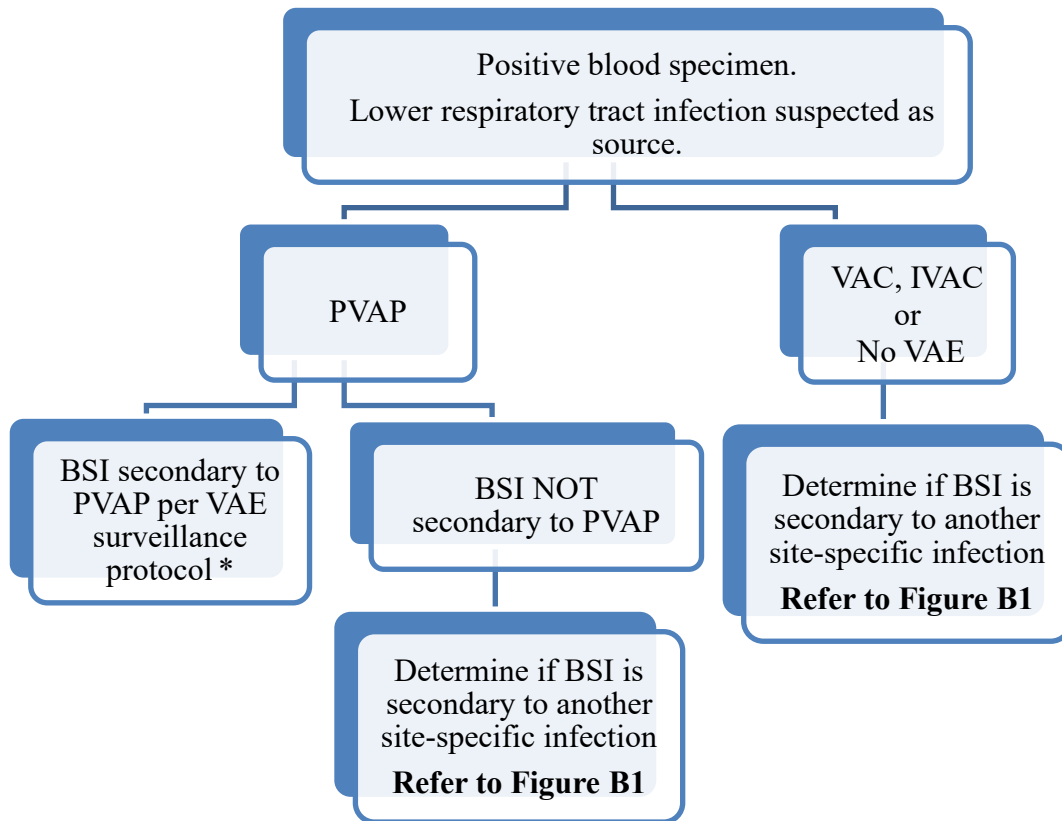 Positive blood specimen.
Lower respiratory tract infection suspected as
source.
PVAP
VAC, IVAC
or
No VAE
BSI secondary to
PVAP per VAE
surveillance
protocol *
BSI NOT
secondary to PVAP
Determine if BSI is
secondary to another
site-specific infection
Refer to Figure B1
Determine if BSI is
secondary to another
site-specific infection
Refer to Figure B1